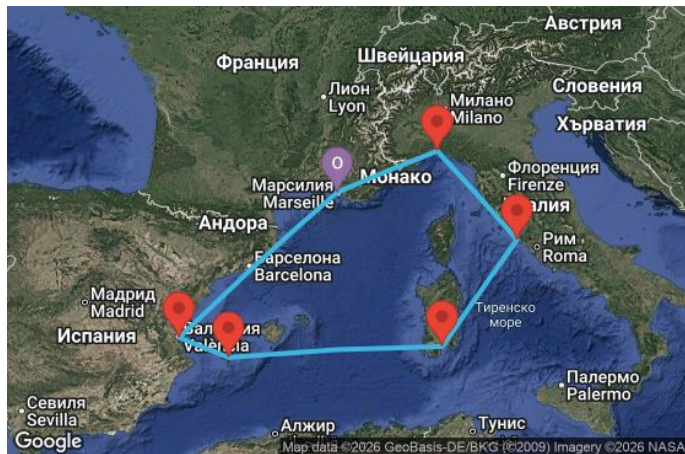 Австрия
Франция
Швейцария
Лион
Lyon
Словения
Милано
Milano
Хърватия
Марсилия
Marseille
O
Монако
Флоренция
Firenze
Андора
Рим
Roma
Барселона
Barcelona
Мадрид
Madrid
Тиренско
море
Испания
València
Палермо
Palermo
Севиля
Sevilla
Алжир
Тунис
Google
Map data ©2026 GeoBasis-DE/BKG (©2009) Imagery ©2026 NASA